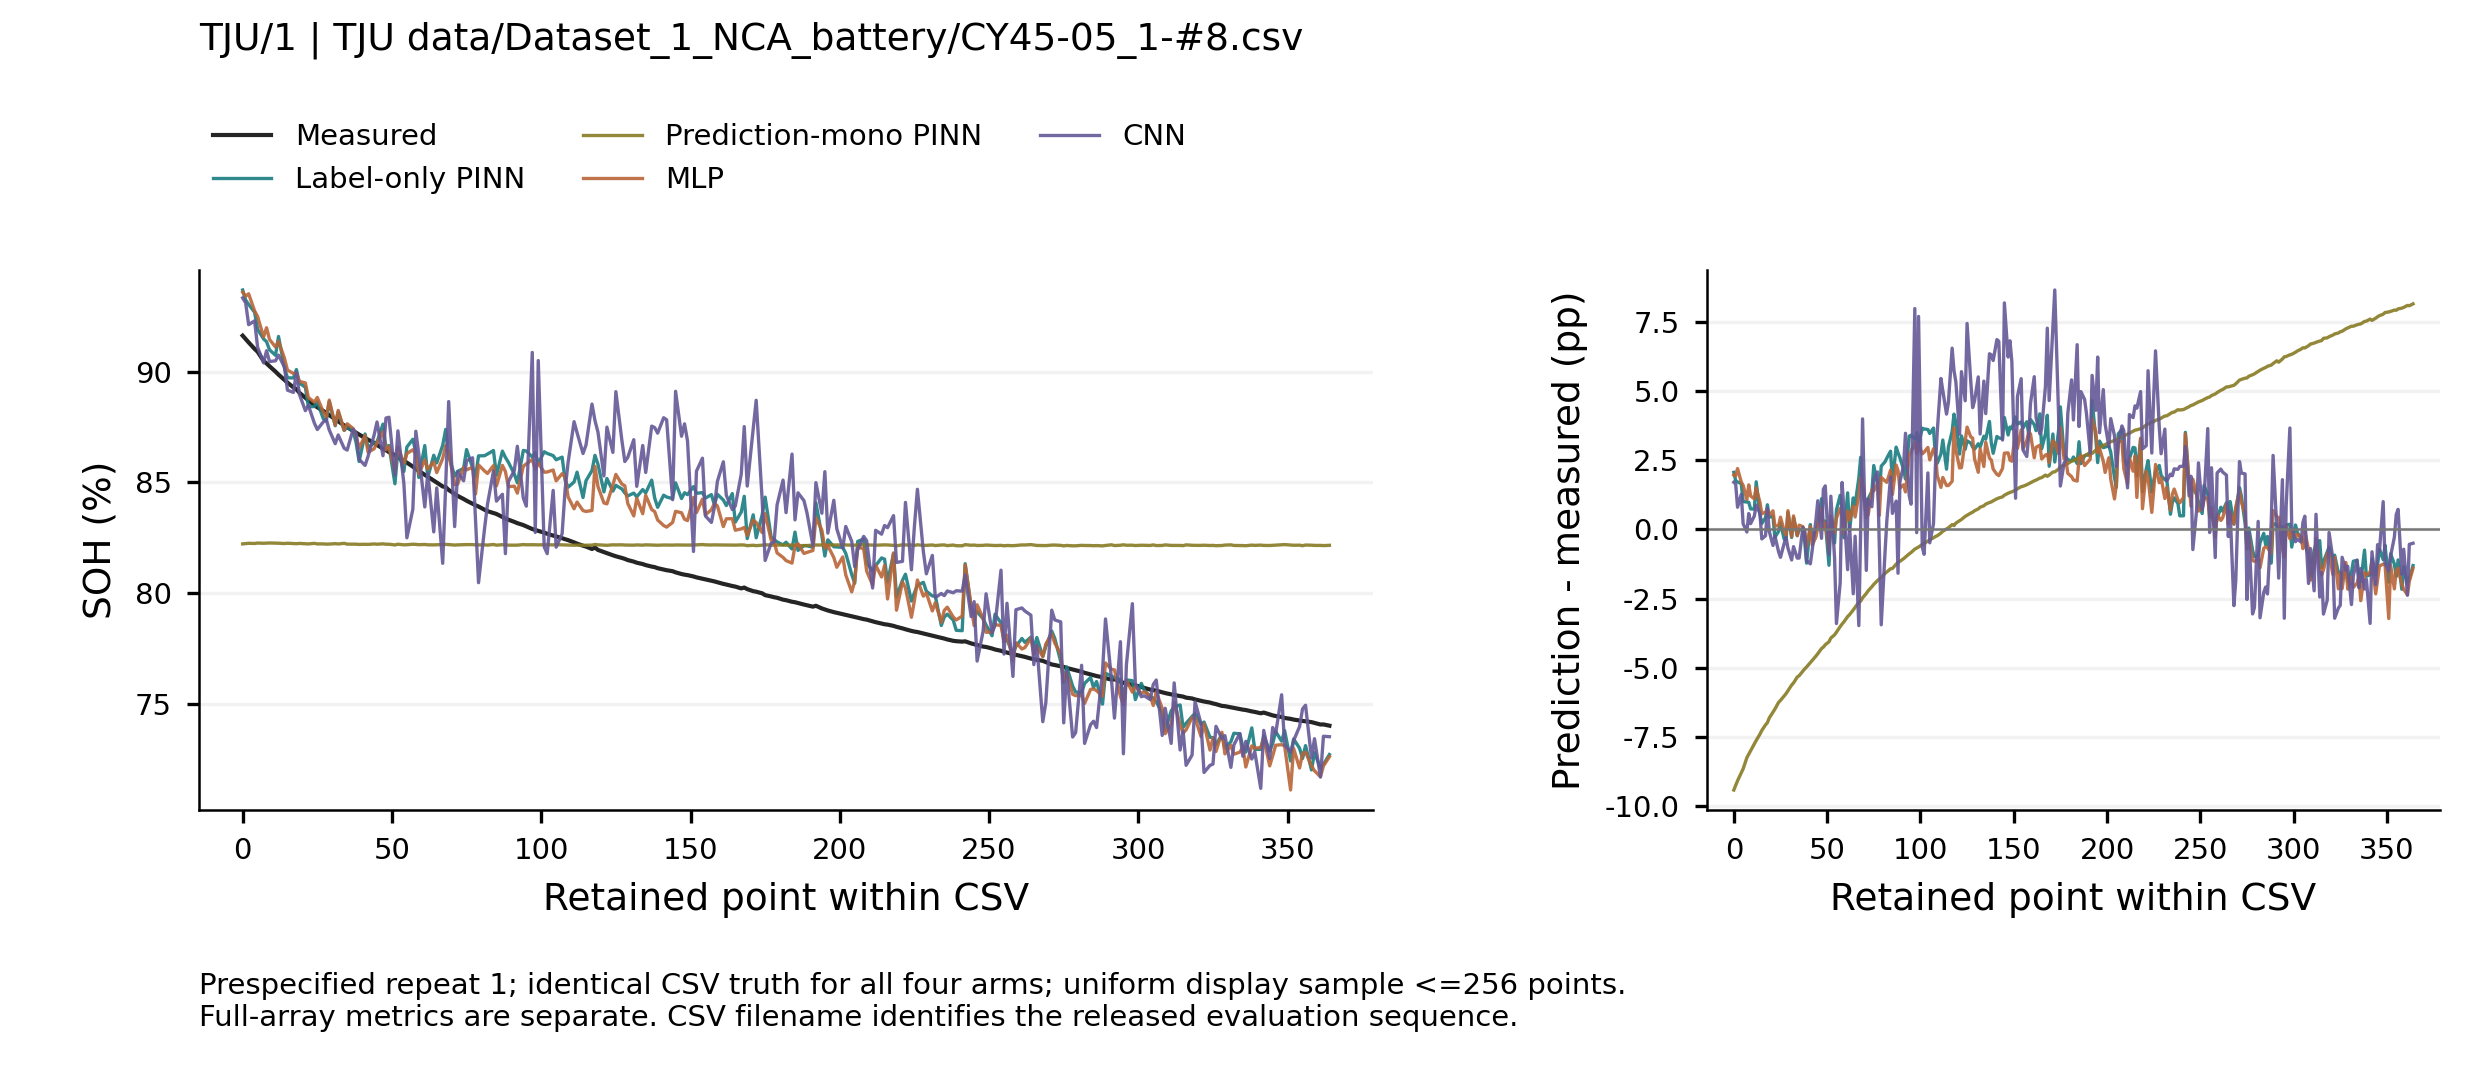 TJU/1 | TJU data/Dataset_1_NCA_battery/CY45-05_1-#8.csv
Measured
Label-only PINN
Prediction-mono PINN
MLP
CNN
SOH (%)
90
85
80
75
0 50 100 150 200 250 300 350
Retained point within CSV
Prediction - measured (pp)
7.5
5.0
2.5
0.0
-2.5
-5.0
-7.5
-10.0
0 50 100 150 200 250 300 350
Retained point within CSV
Prespecified repeat 1; identical CSV truth for all four arms; uniform display sample <=256 points.
Full-array metrics are separate. CSV filename identifies the released evaluation sequence.